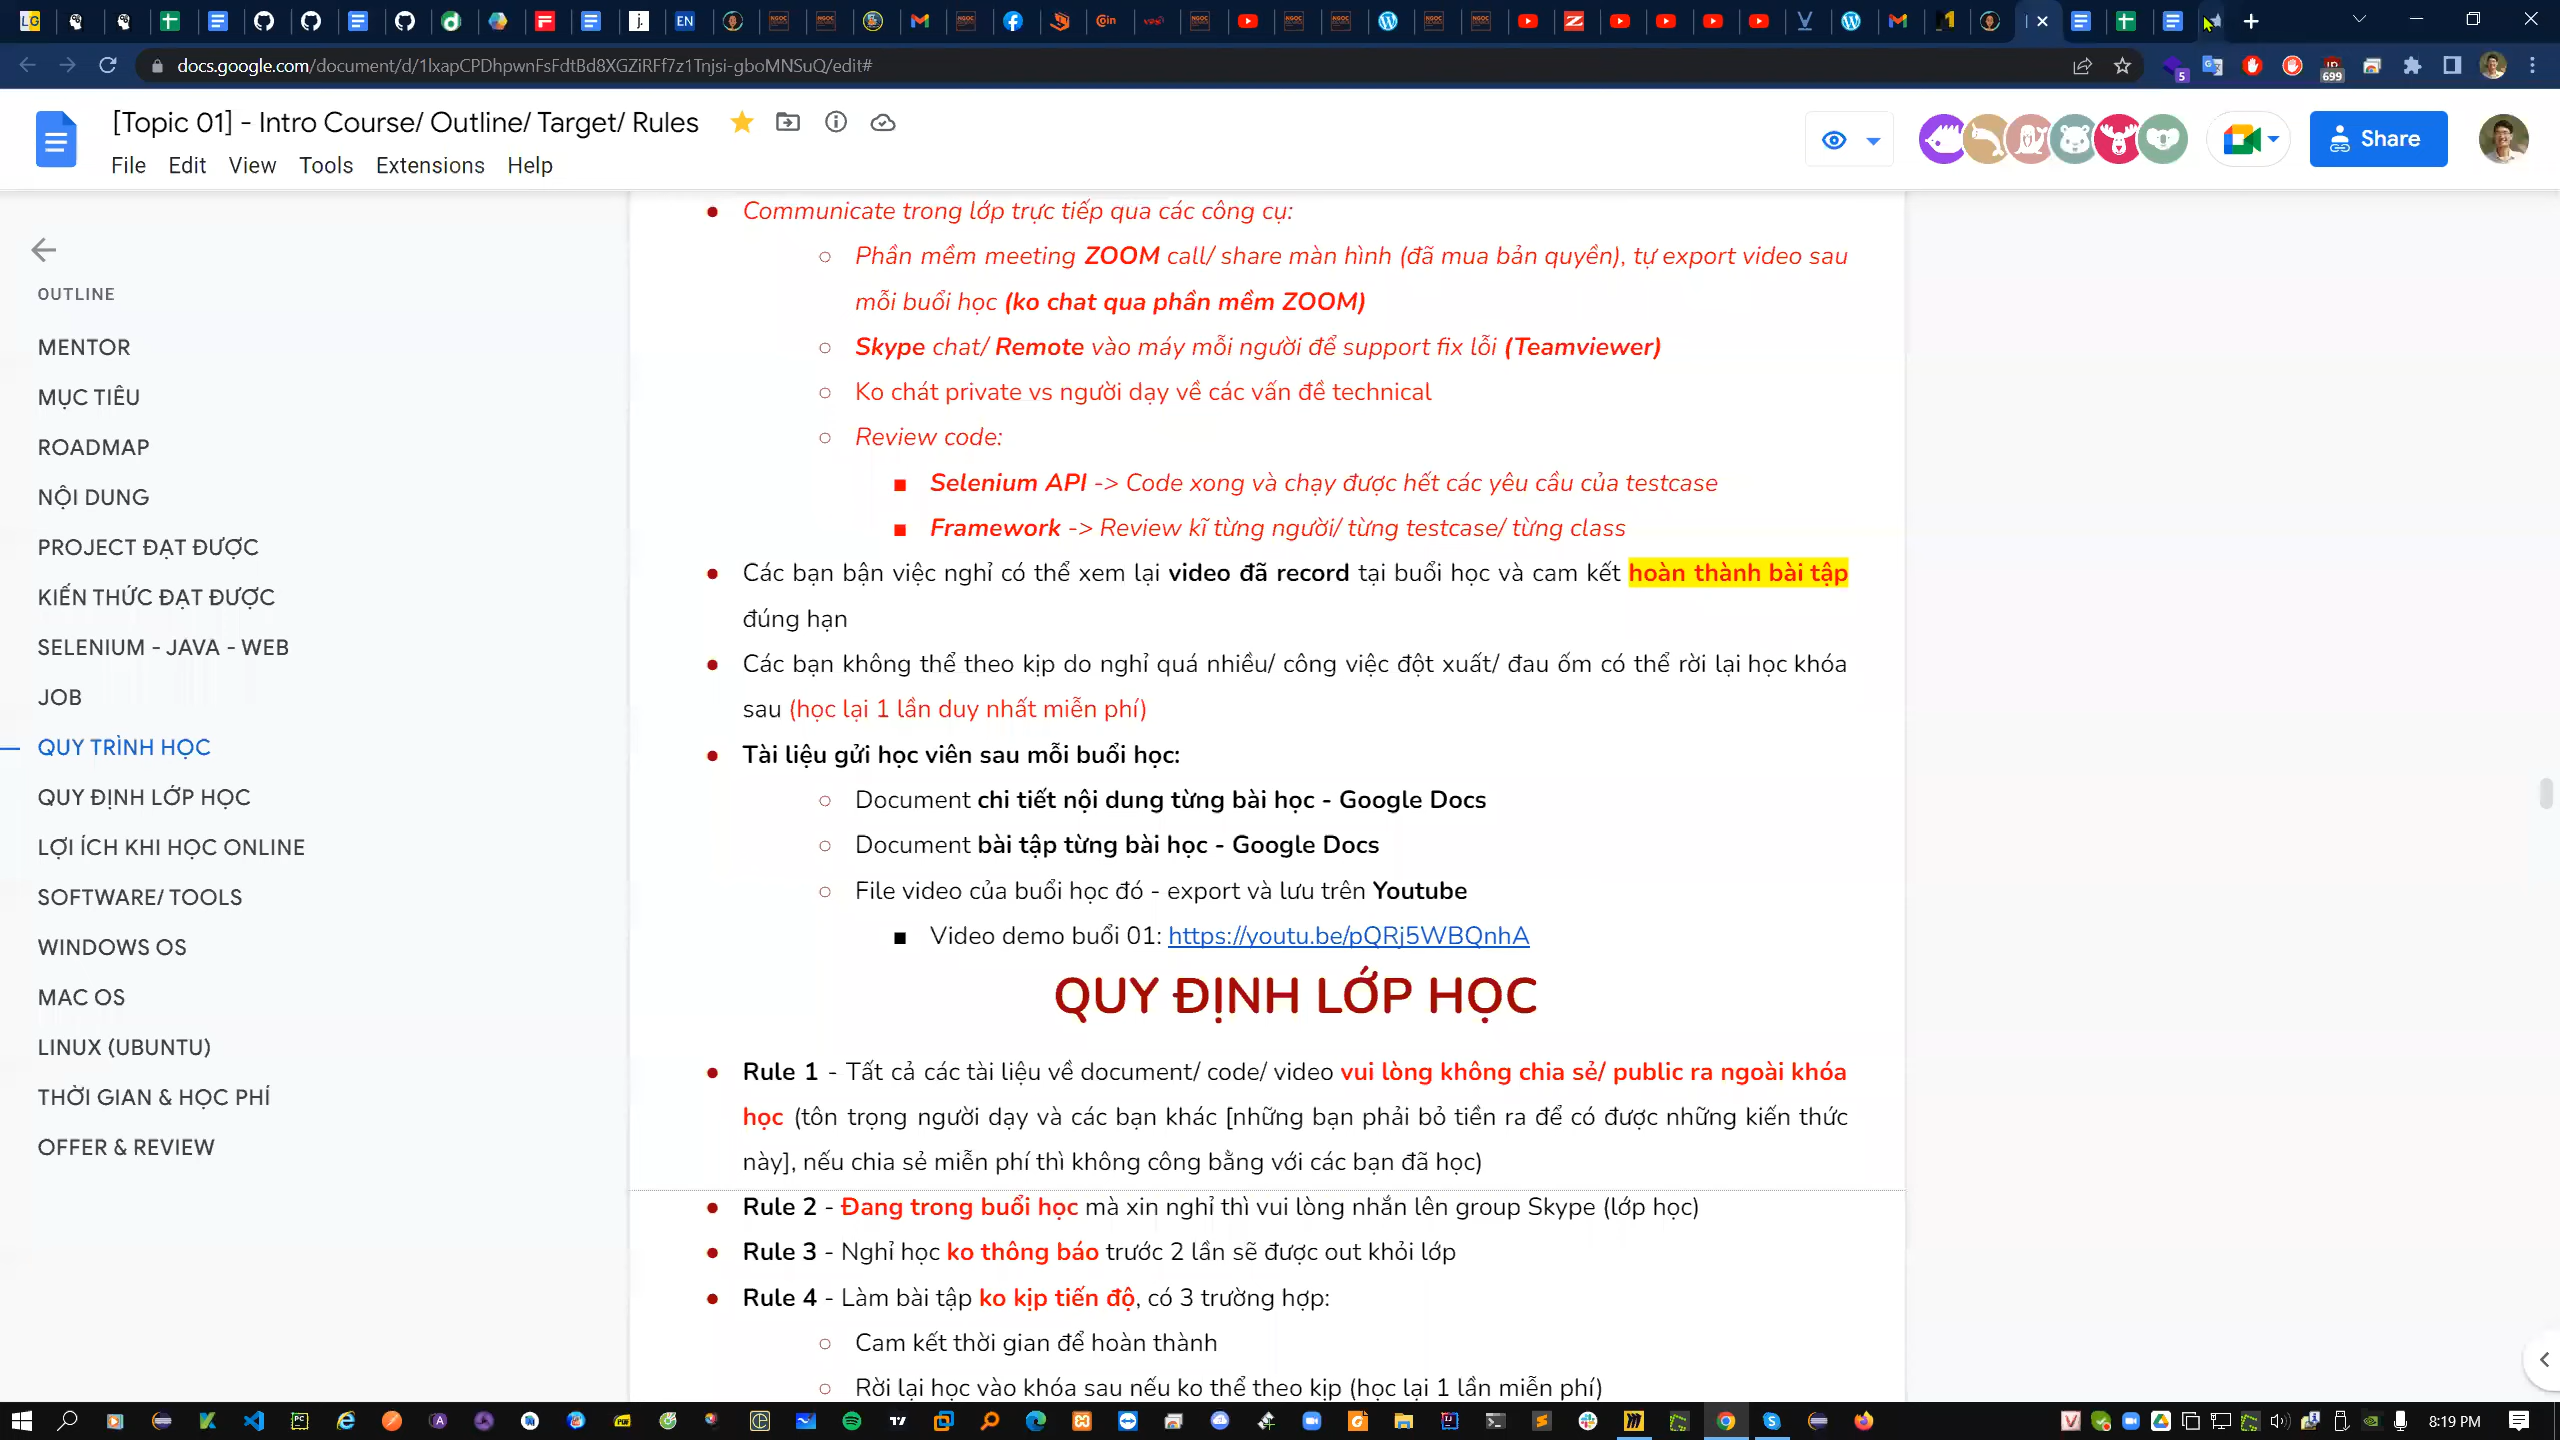 docs.google.com/document/d/1lxapCPDhpwnFsFdtBd8XGZiRFf7z1Tnjsi-gboMNSuQ/edit#
5
699
[Topic 01] - Intro Course/ Outline/ Target/ Rules
File Edit View Tools Extensions Help
Share
OUTLINE
MENTOR
MỤC TIÊU
ROADMAP
NỘI DUNG
PROJECT ĐẠT ĐƯỢC
KIẾN THỨC ĐẠT ĐƯỢC
SELENIUM - JAVA - WEB
JOB
QUY TRÌNH HỌC
QUY ĐỊNH LỚP HỌC
LỢI ÍCH KHI HỌC ONLINE
SOFTWARE/ TOOLS
WINDOWS OS
MAC OS
LINUX (UBUNTU)
THỜI GIAN & HỌC PHÍ
OFFER & REVIEW
Communicate trong lớp trực tiếp qua các công cụ:
Phần mềm meeting ZOOM call/ share màn hình (đã mua bản quyền), tự export video sau
mỗi buổi học (ko chat qua phần mềm ZOOM)
Skype chat/ Remote vào máy mỗi người để support fix lỗi (Teamviewer)
Ko chát private vs người dạy về các vấn đề technical
Review code:
Selenium API -> Code xong và chạy được hết các yêu cầu của testcase
Framework -> Review kĩ từng người/ từng testcase/ từng class
Các bạn bận việc nghỉ có thể xem lại video đã record tại buổi học và cam kết hoàn thành bài tập
đúng hạn
Các bạn không thể theo kịp do nghỉ quá nhiều/ công việc đột xuất/ đau ốm có thể rời lại học khóa
sau (học lại 1 lần duy nhất miễn phí)
Tài liệu gửi học viên sau mỗi buổi học:
Document chi tiết nội dung từng bài học - Google Docs
Document bài tập từng bài học - Google Docs
File video của buổi học đó - export và lưu trên Youtube
Video demo buổi 01: https://youtu.be/pQRj5WBQnhA
QUY ĐỊNH LỚP HỌC
Rule 1 - Tất cả các tài liệu về document/ code/ video vui lòng không chia sẻ/ public ra ngoài khóa
học (tôn trọng người dạy và các bạn khác [những bạn phải bỏ tiền ra để có được những kiến thức
này], nếu chia sẻ miễn phí thì không công bằng với các bạn đã học)
Rule 2 - Đang trong buổi học mà xin nghỉ thì vui lòng nhắn lên group Skype (lớp học)
Rule 3 - Nghỉ học ko thông báo trước 2 lần sẽ được out khỏi lớp
Rule 4 - Làm bài tập ko kịp tiến độ, có 3 trường hợp:
Cam kết thời gian để hoàn thành
Rời lại học vào khóa sau nếu ko thể theo kịp (học lại 1 lần miễn phí)
8:19 PM